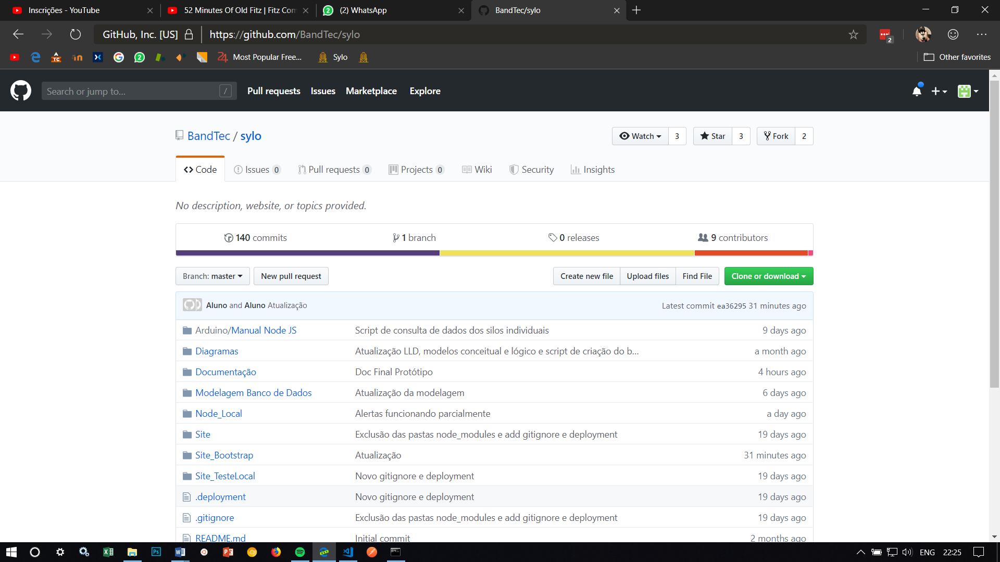 Inscrições - YouTube
52 Minutes Of Old Fitz | Fitz Com
(2) WhatsApp
BandTec/sylo
GitHub, Inc. [US]
https://github.com/BandTec/sylo
2
Most Popular Free...
Sylo
Other favorites
Search or jump to...
/
Pull requests
Issues
Marketplace
Explore
BandTec / sylo
Watch 3
Star 3
Fork 2
Code
Issues 0
Pull requests 0
Projects 0
Wiki
Security
Insights
No description, website, or topics provided.
140 commits
1 branch
0 releases
9 contributors
Branch: master
New pull request
Create new file
Upload files
Find File
Clone or download
Aluno and Aluno Atualização
Latest commit ea36295 31 minutes ago
Arduino/Manual Node JS Script de consulta de dados dos silos individuais 9 days ago
Diagramas Atualização LLD, modelos conceitual e lógico e script de criação do b... a month ago
Documentação Doc Final Protótipo 4 hours ago
Modelagem Banco de Dados Atualização da modelagem 6 days ago
Node_Local Alertas funcionando parcialmente a day ago
Site Exclusão das pastas node_modules e add gitignore e deployment 19 days ago
Site_Bootstrap Atualização 31 minutes ago
Site_TesteLocal Novo gitignore e deployment 19 days ago
.deployment Novo gitignore e deployment 19 days ago
.gitignore Exclusão das pastas node_modules e add gitignore e deployment 19 days ago
README.md Initial commit 2 months ago
ENG
22:25